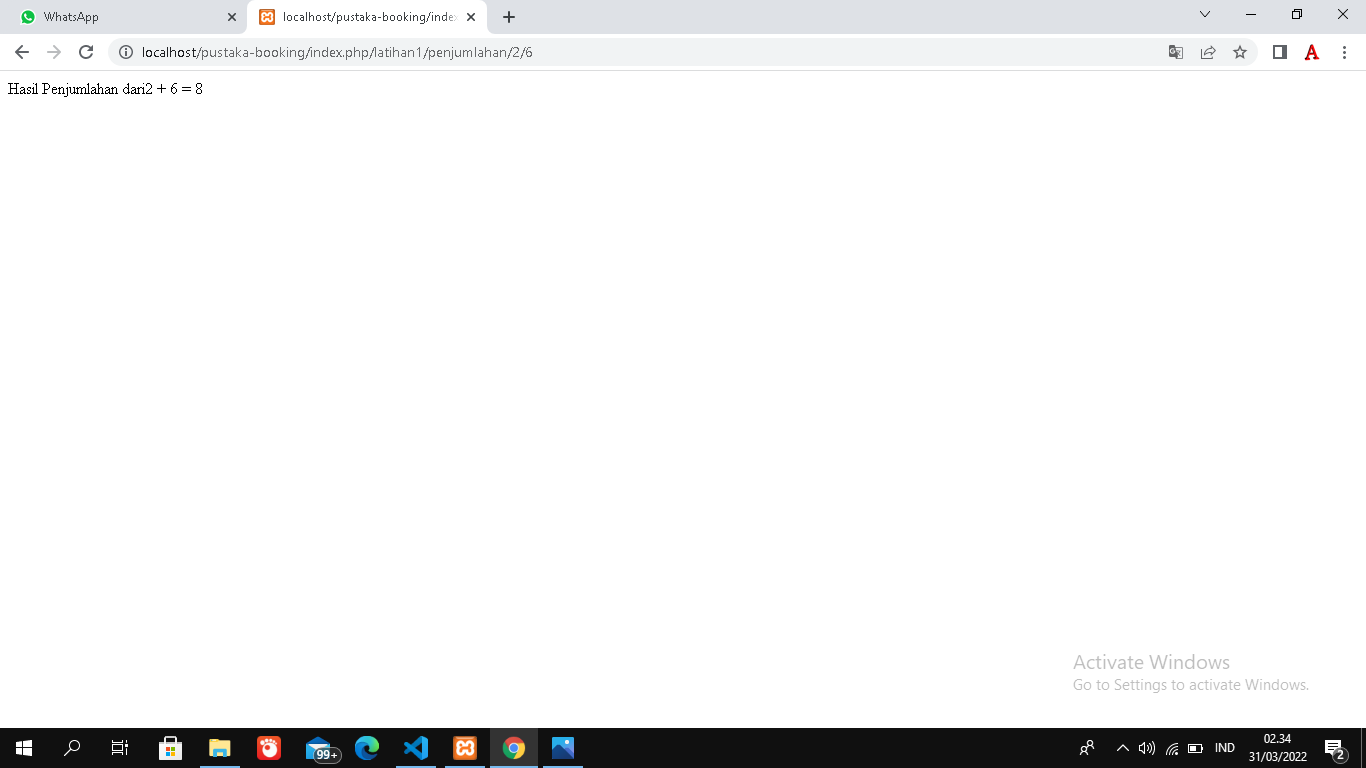 WhatsApp
localhost/pustaka-booking/index
localhost/pustaka-booking/index.php/latihan1/penjumlahan/2/6
A
Hasil Penjumlahan dari2 + 6 = 8
Activate Windows
Go to Settings to activate Windows.
99+
IND
02.34
31/03/2022
2